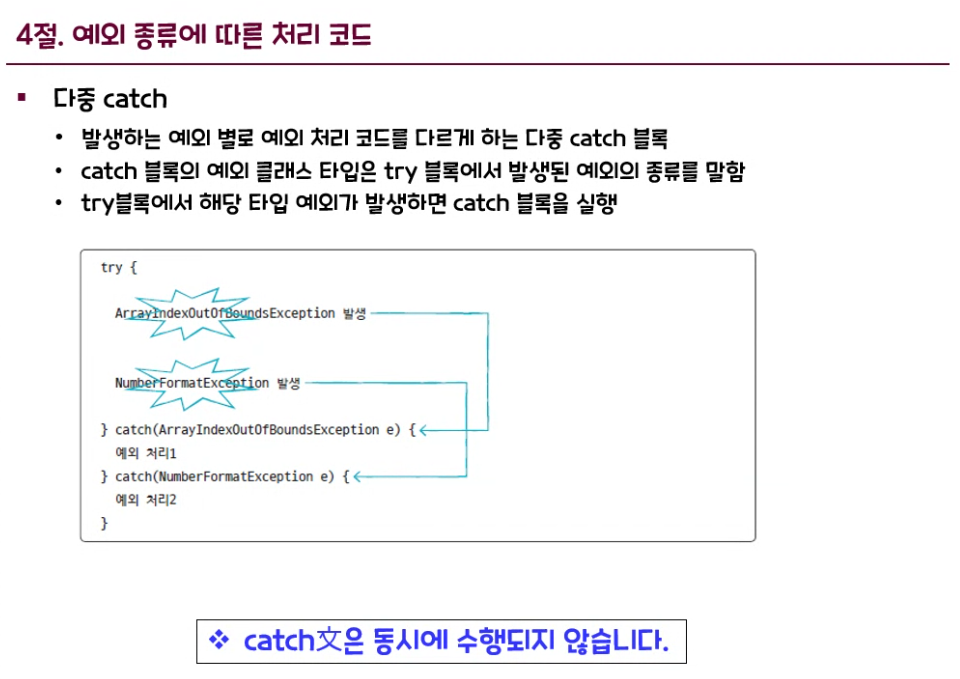 4절. 예외 종류에 따른 처리 코드
▪ 다중 catch
• 발생하는 예외 별로 예외 처리 코드를 다르게 하는 다중 catch 블록
• catch 블록의 예외 클래스 타입은 try 블록에서 발생된 예외의 종류를 말함
• try블록에서 해당 타입 예외가 발생하면 catch 블록을 실행
try {
ArrayIndexOutOfBoundsException 발생
NumberFormatException 발생
} catch(ArrayIndexOutOfBoundsException e) {
예외 처리1
} catch(NumberFormatException e) {
예외 처리2
}
❖ catch文은 동시에 수행되지 않습니다.